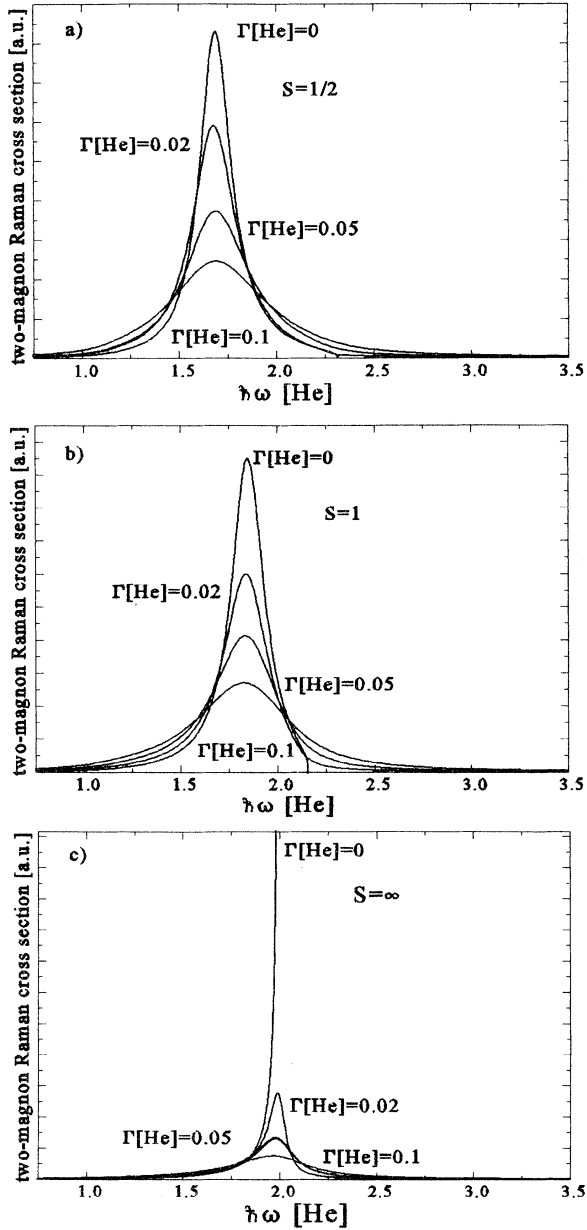 a)
Γ[He]=0
S=1/2
Γ[He]=0.02
Γ[He]=0.05
Γ[He]=0.1
two-magnon Raman cross section [a.u.]
1.0 1.5 2.0 2.5 3.0 3.5
ħω [He]
b)
Γ[He]=0
S=1
Γ[He]=0.02
Γ[He]=0.05
Γ[He]=0.1
two-magnon Raman cross section [a.u.]
1.0 1.5 2.0 2.5 3.0 3.5
ħω [He]
c)
Γ[He]=0
S=∞
Γ[He]=0.02
Γ[He]=0.05
Γ[He]=0.1
two-magnon Raman cross section [a.u.]
1.0 1.5 2.0 2.5 3.0 3.5
ħω [He]